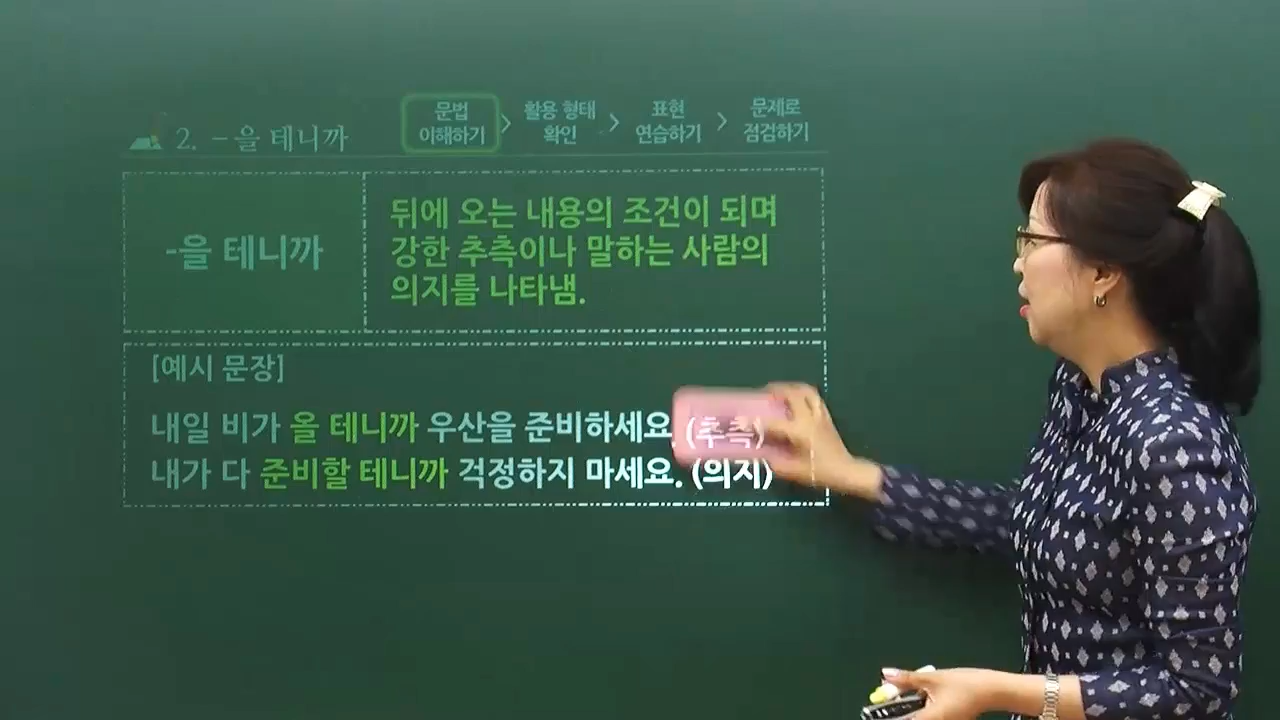 2. -을 테니까
문법
이해하기
활용 형태
확인
표현
연습하기
문제로
점검하기
-을 테니까
뒤에 오는 내용의 조건이 되며
강한 추측이나 말하는 사람의
의지를 나타냄.
[예시 문장]
내일 비가 올 테니까 우산을 준비하세요. (추측)
내가 다 준비할 테니까 걱정하지 마세요. (의지)